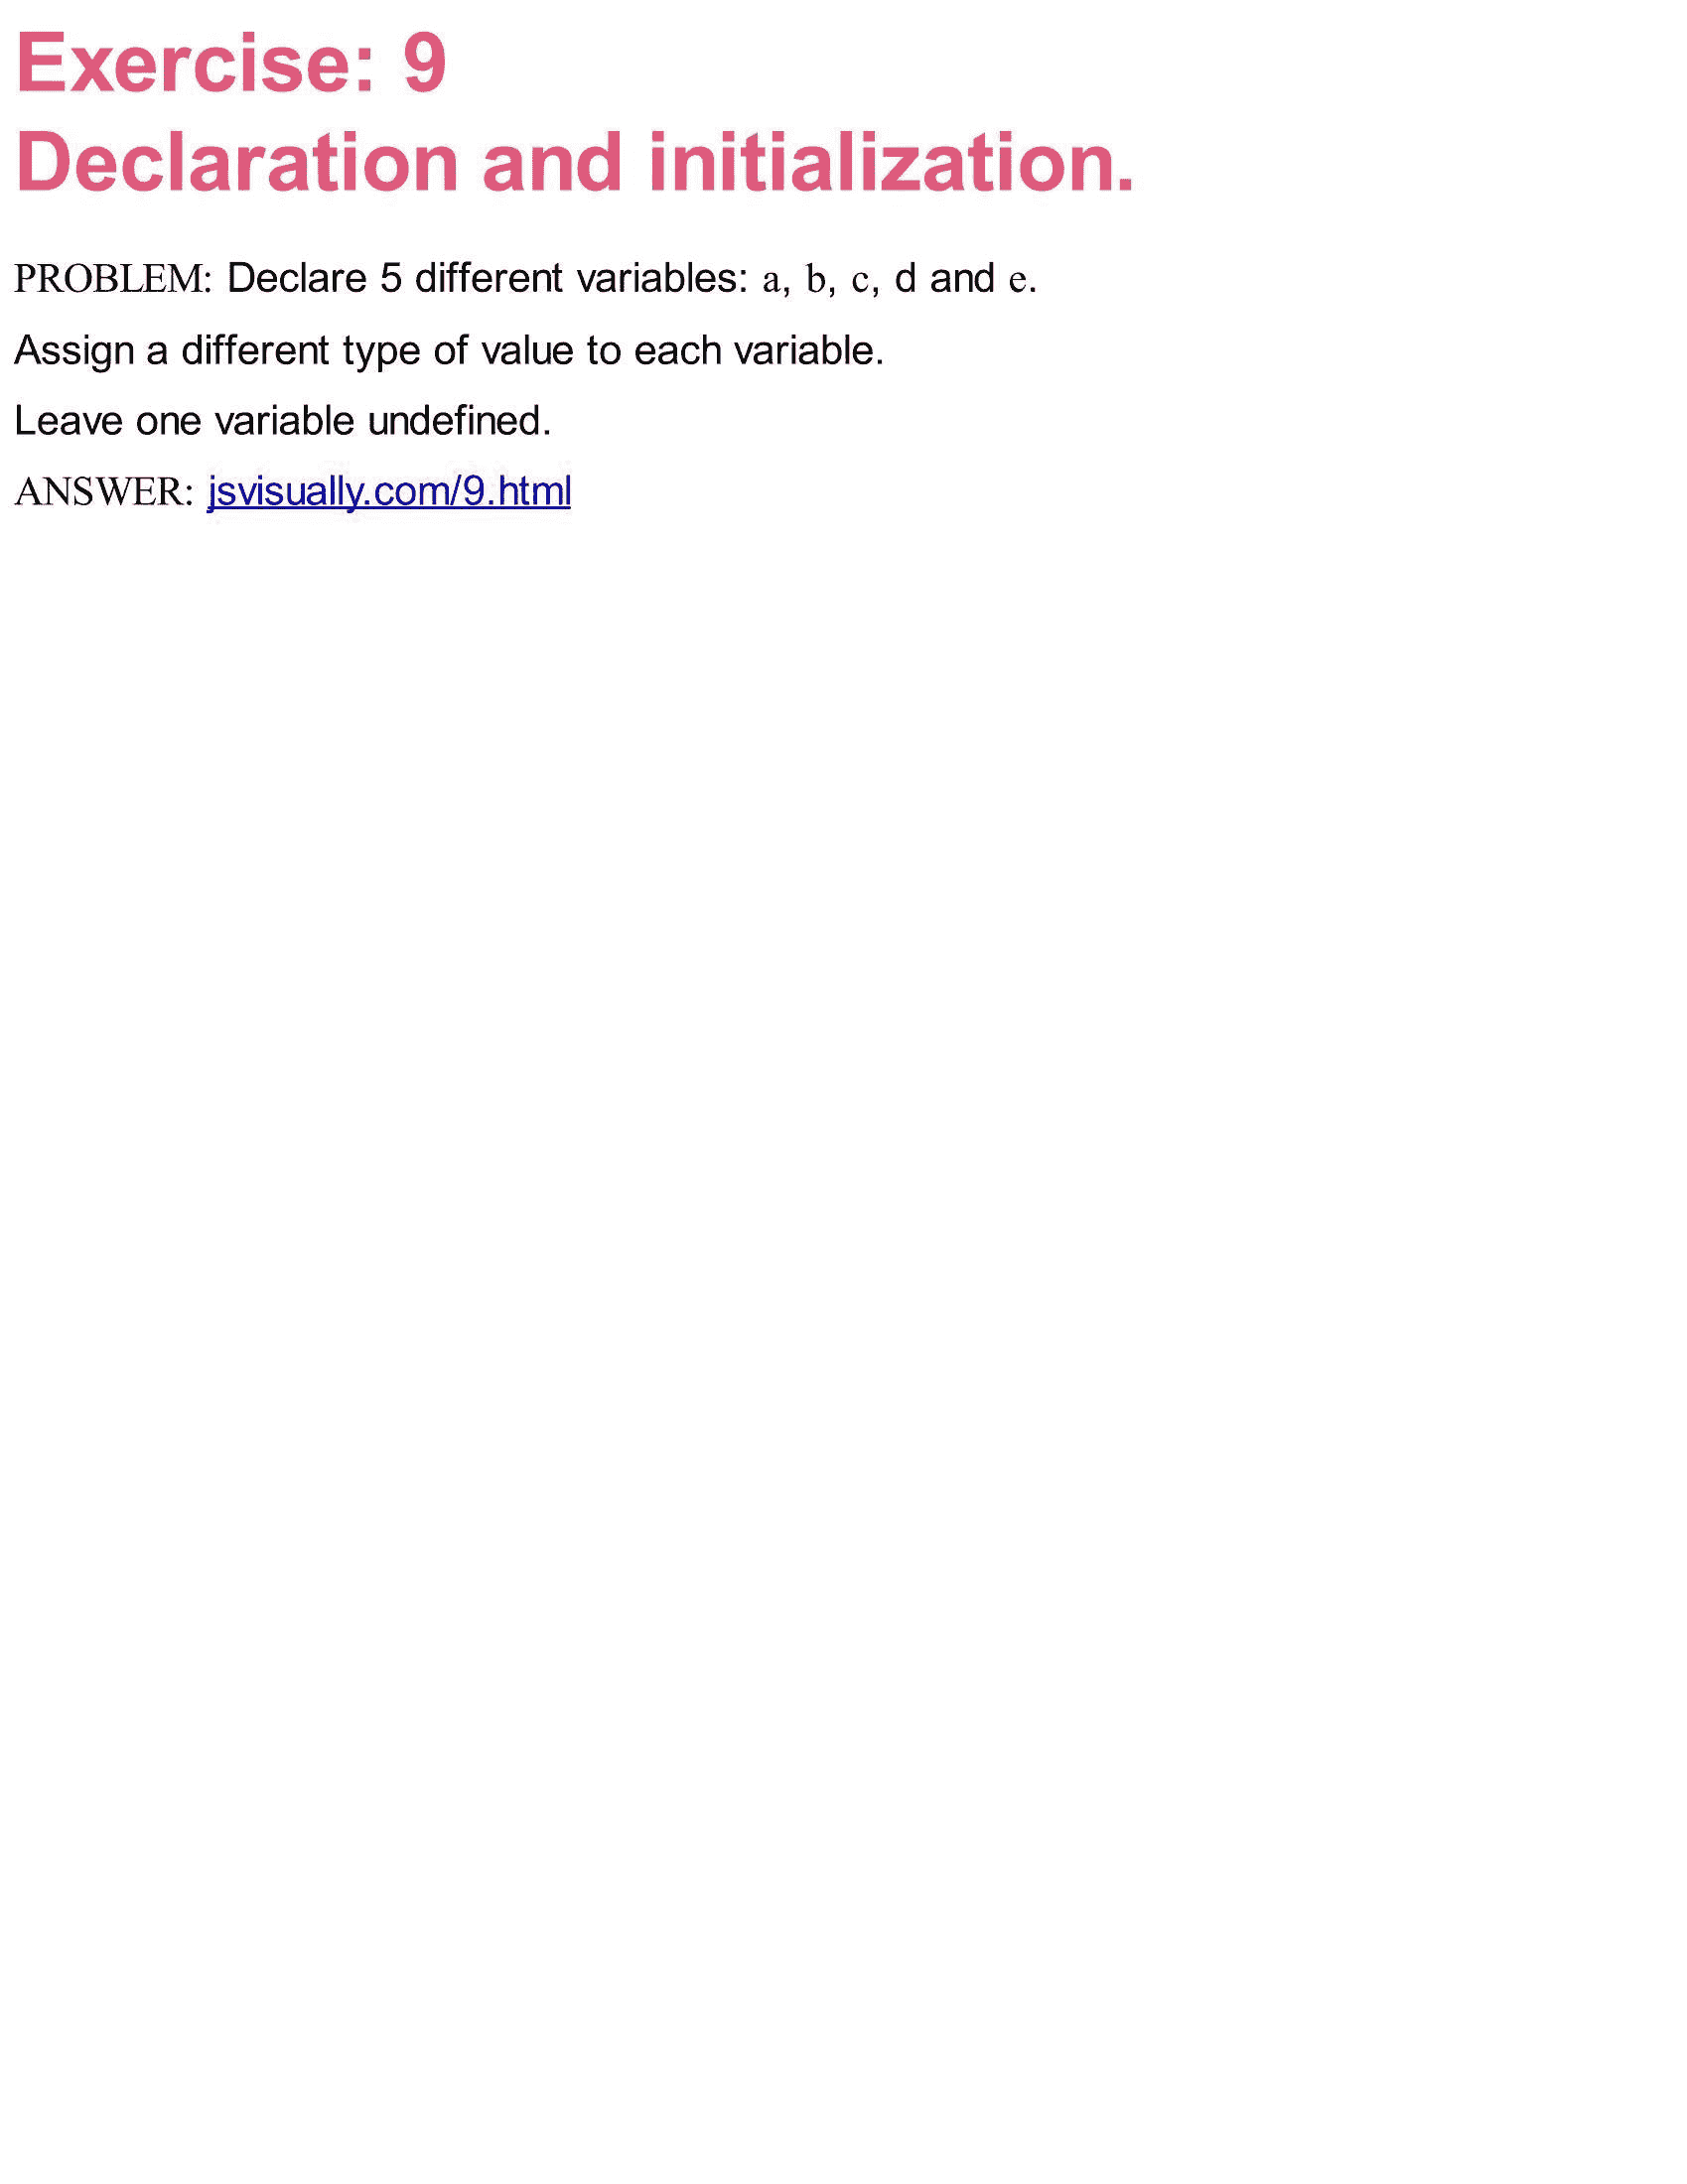 Exercise: 9
Declaration and initialization.
PROBLEM: Declare 5 different variables: a, b, c, d and e.
Assign a different type of value to each variable.
Leave one variable undefined.
ANSWER: jsvisually.com/9.html